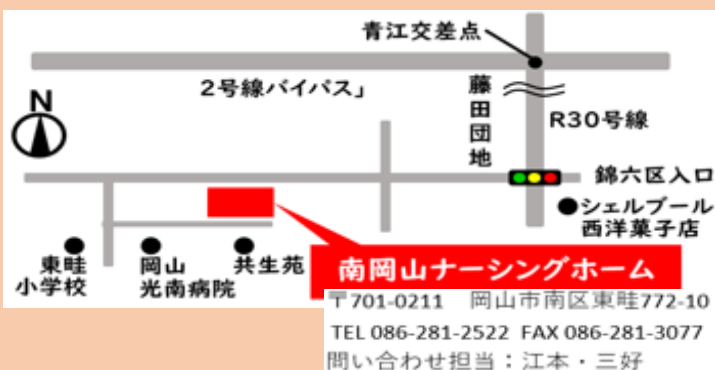 青江交差点
2号線バイパス」
藤田団地
R30号線
N
錦六区入口
シェルブール
西洋菓子店
東畦
小学校
岡山
光南病院
共生苑
南岡山ナーシングホーム
〒701-0211 岡山市南区東畦772-10
TEL 086-281-2522 FAX 086-281-3077
問い合わせ担当：江本・三好